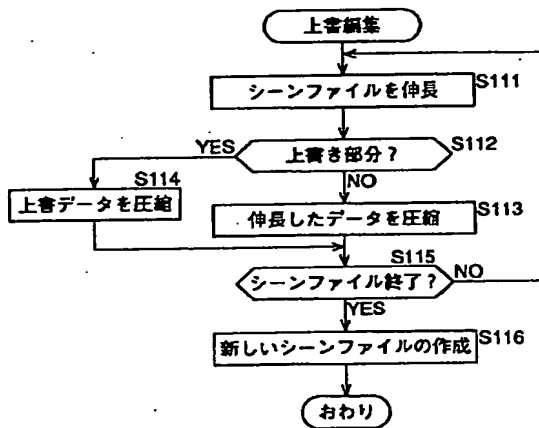 上書編集
シーンファイルを伸長
S111
上書き部分?
S112
YES
NO
S114
上書データを圧縮
伸長したデータを圧縮
S113
S115
シーンファイル終了?
NO
YES
新しいシーンファイルの作成
S116
おわり